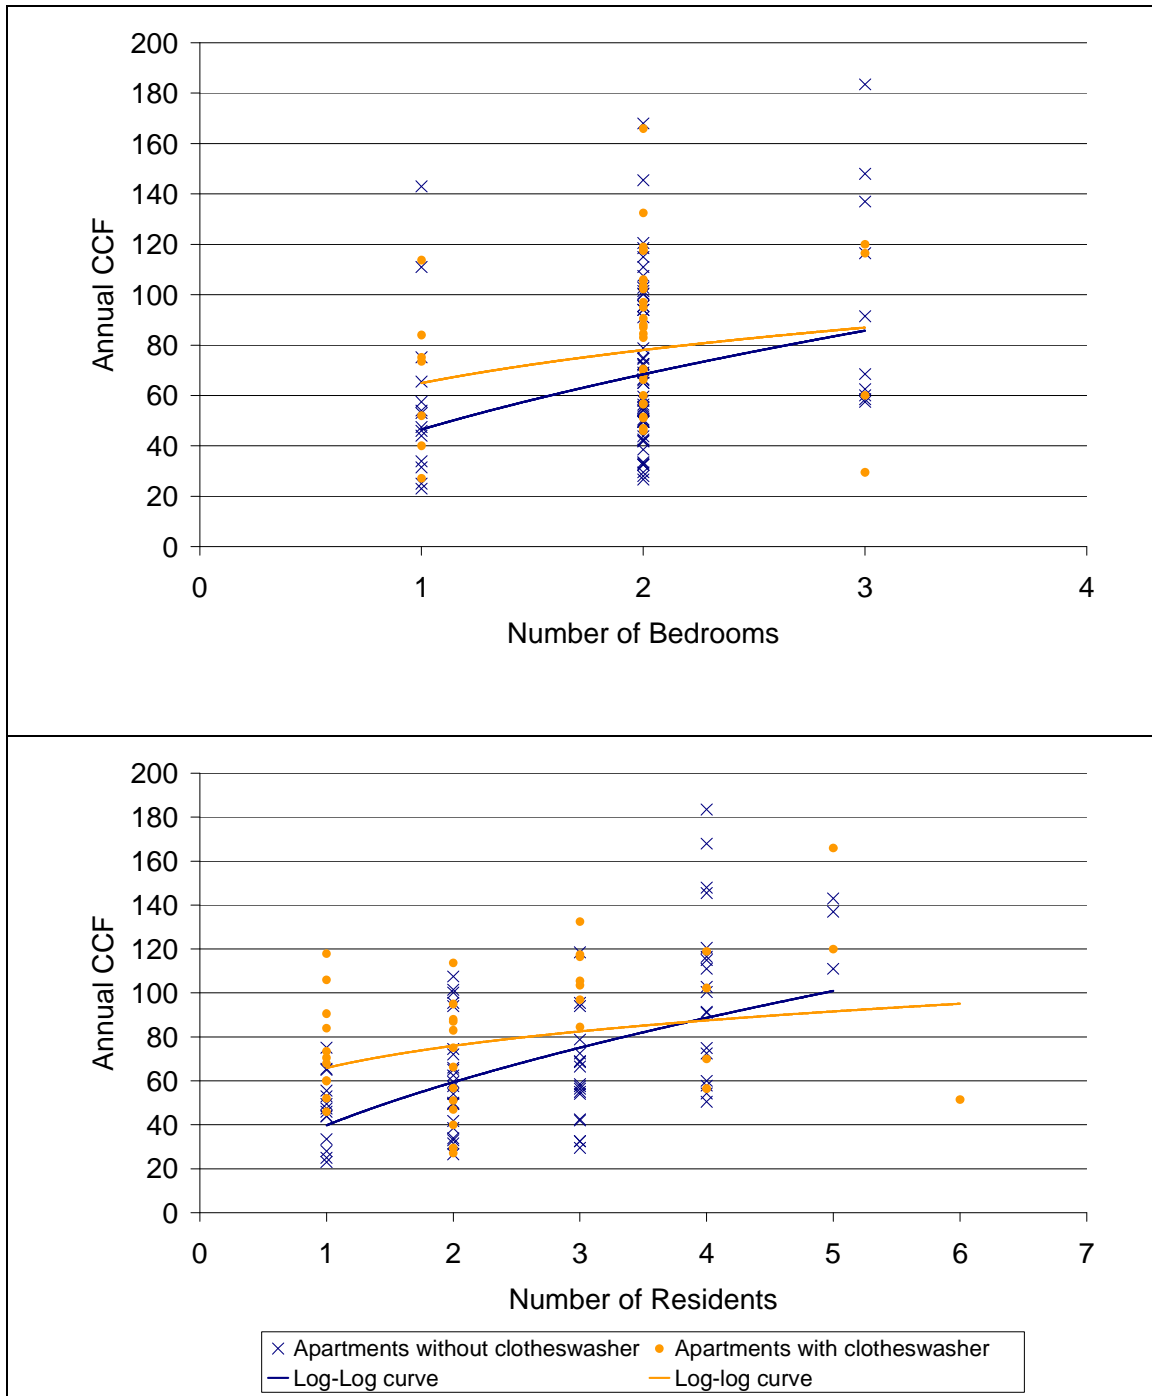 200
180
160
140
120
100
80
60
40
20
0
Annual CCF
0 1 2 3 4
Number of Bedrooms
200
180
160
140
120
100
80
60
40
20
0
Annual CCF
0 1 2 3 4 5 6 7
Number of Residents
Apartments without clotheswasher Apartments with clotheswasher
Log-Log curve Log-log curve